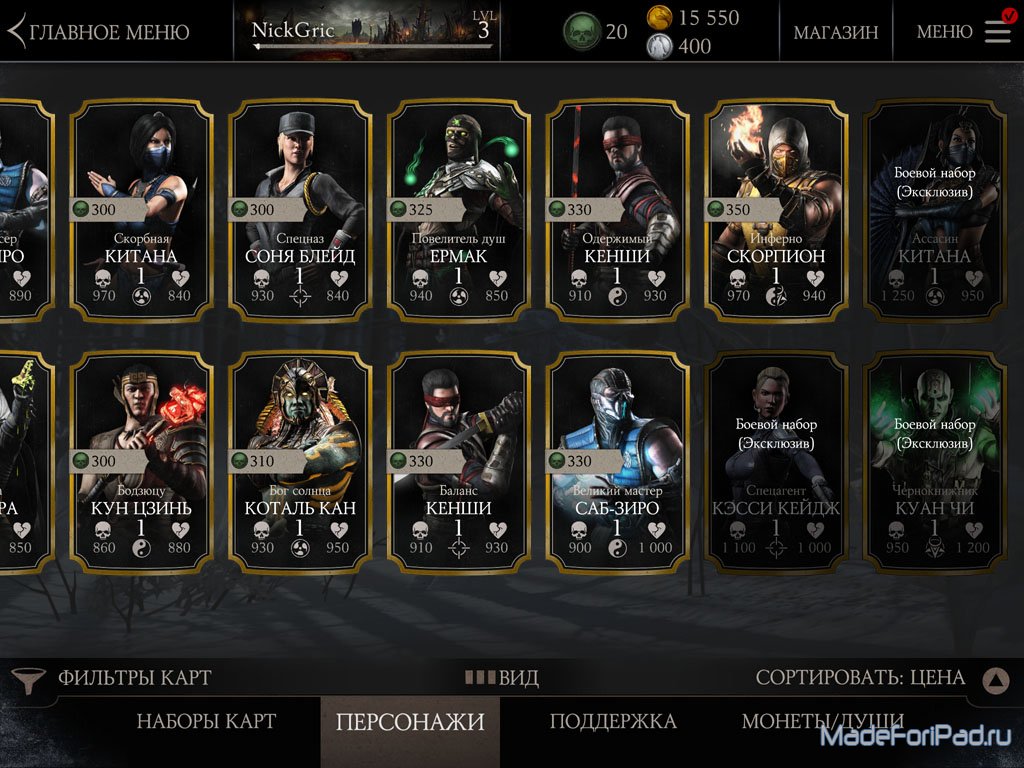 ГЛАВНОЕ МЕНЮ
NickGric
LVL
3
20
15 550
400
МАГАЗИН
МЕНЮ
РО
890
300
Скорбная
КИТАНА
1
970 840
300
Спецназ
СОНЯ БЛЕЙД
1
930 840
325
Повелитель душ
ЕРМАК
1
940 850
330
Одержимый
КЕНШИ
1
910 930
350
Инферно
СКОРПИОН
1
970 940
Боевой набор
(Эксклюзив)
Ассасин
КИТАНА
1
1 250 950
РА
850
300
Бодзюцу
КУН ЦЗИНЬ
1
860 880
310
Бог солнца
КОТАЛЬ КАН
1
930 950
330
Баланс
КЕНШИ
1
910 930
330
Великий мастер
САБ-ЗИРО
1
900 1 000
Боевой набор
(Эксклюзив)
Спецагент
КЭССИ КЕЙДЖ
1
1 100 1 000
Боевой набор
(Эксклюзив)
Чернокнижник
КУАН ЧИ
1
950 1 200
ФИЛЬТРЫ КАРТ
ВИД
СОРТИРОВАТЬ: ЦЕНА
НАБОРЫ КАРТ
ПЕРСОНАЖИ
ПОДДЕРЖКА
МОНЕТЫ/ДУШИ
MadeForiPad.ru